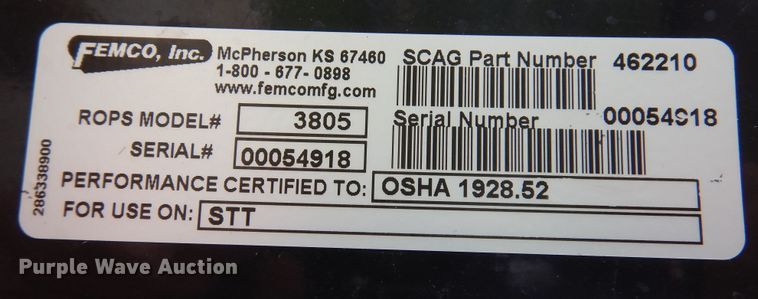 FEMCO, Inc.
McPherson KS 67460
1-800 - 677- 0898
www.femcomfg.com
SCAG Part Number 462210
Serial Number 00054918
ROPS MODEL# 3805
SERIAL# 00054918
PERFORMANCE CERTIFIED TO: OSHA 1928.52
FOR USE ON: STT
286338900
Purple Wave Auction